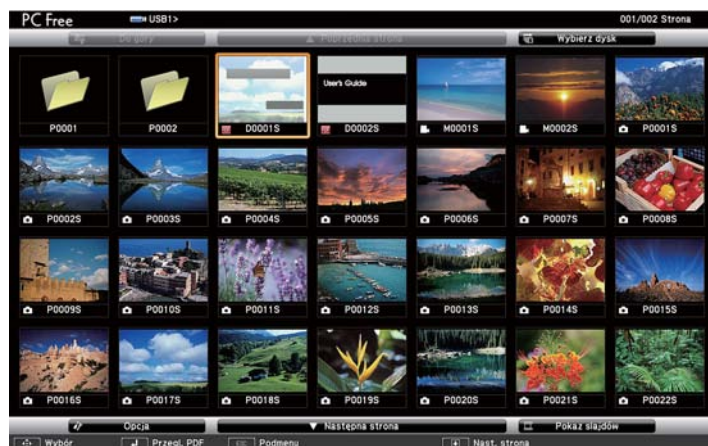 PC Free USB1> 001/002 Strona
Do góry ▲ Poprzednia strona Wybierz dysk
User's Guide
P0001 P0002 D0001S D0002S M0001S M0002S P0001S
P0002S P0003S P0004S P0005S P0006S P0007S P0008S
P0009S P0010S P0011S P0012S P0013S P0014S P0015S
P0016S P0017S P0018S P0019S P0020S P0021S P0022S
Opcja ▼ Następna strona Pokaz slajdów
Wybór Przegl. PDF ESC Podmenu Nast. strona